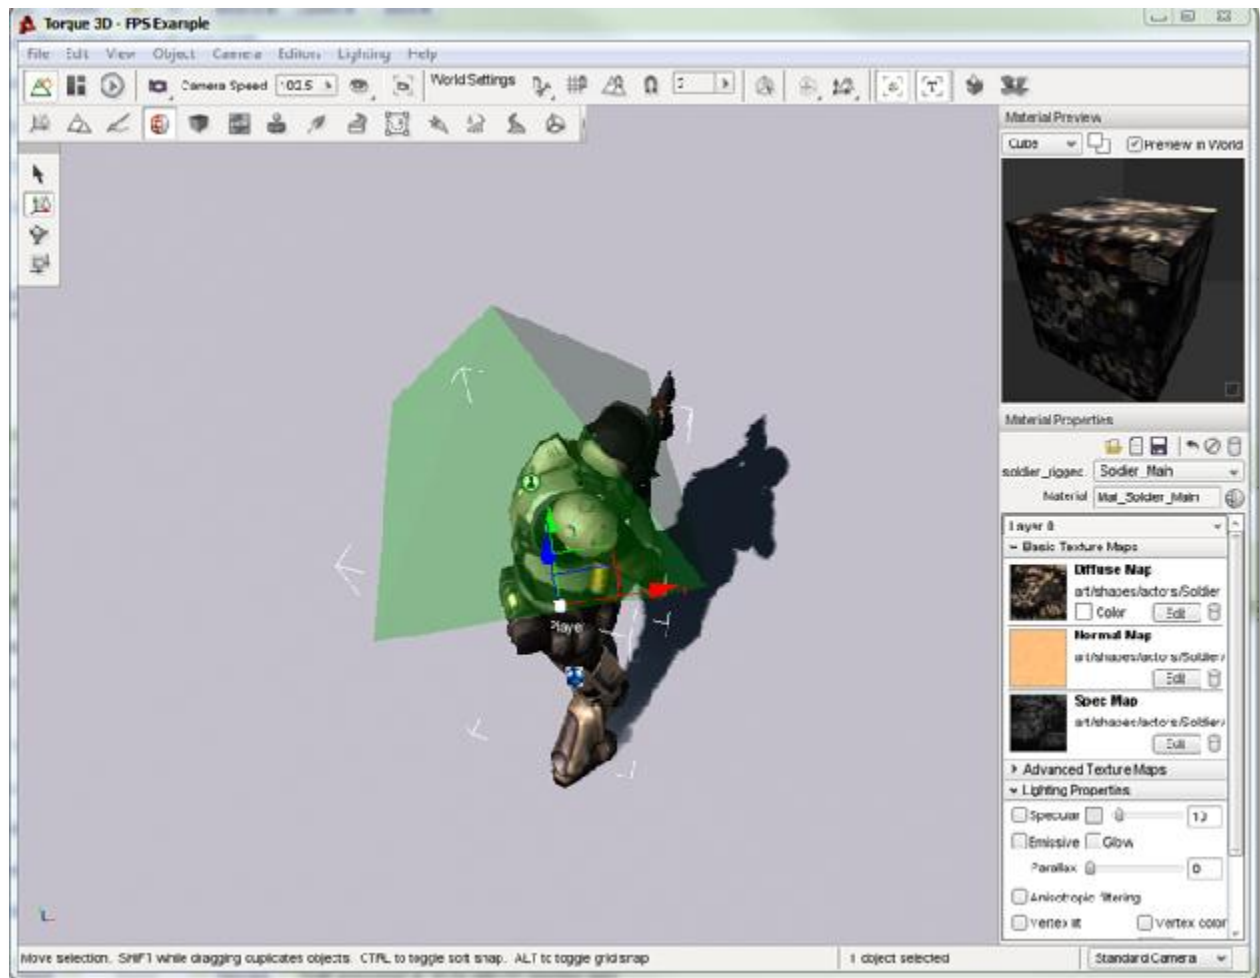 Torque 3D - FPS Example
File Edit View Object Camera Editors Lighting Help
Camera Speed World Settings
Material Preview
Cube Preview in World
Material Properties
soldier_rigged. Soldier_Main
Material Mat_Soldier_Main
Layer 0
Basic Texture Maps
Diffuse Map
art/shapes/actors/Soldier
Color Edit
Normal Map
art/shapes/actors/Soldier/
Edit
Spec Map
art/shapes/actors/Soldier/
Edit
Advanced Texture Maps
Lighting Properties
Specular
Emissive Glow
Parallax 0
Anisotropic filtering
Vertex lit Vertex color
Move selection. SHIFT while dragging duplicates objects. CTRL to toggle soft snap. ALT to toggle grid snap
1 object selected
Standard Camera